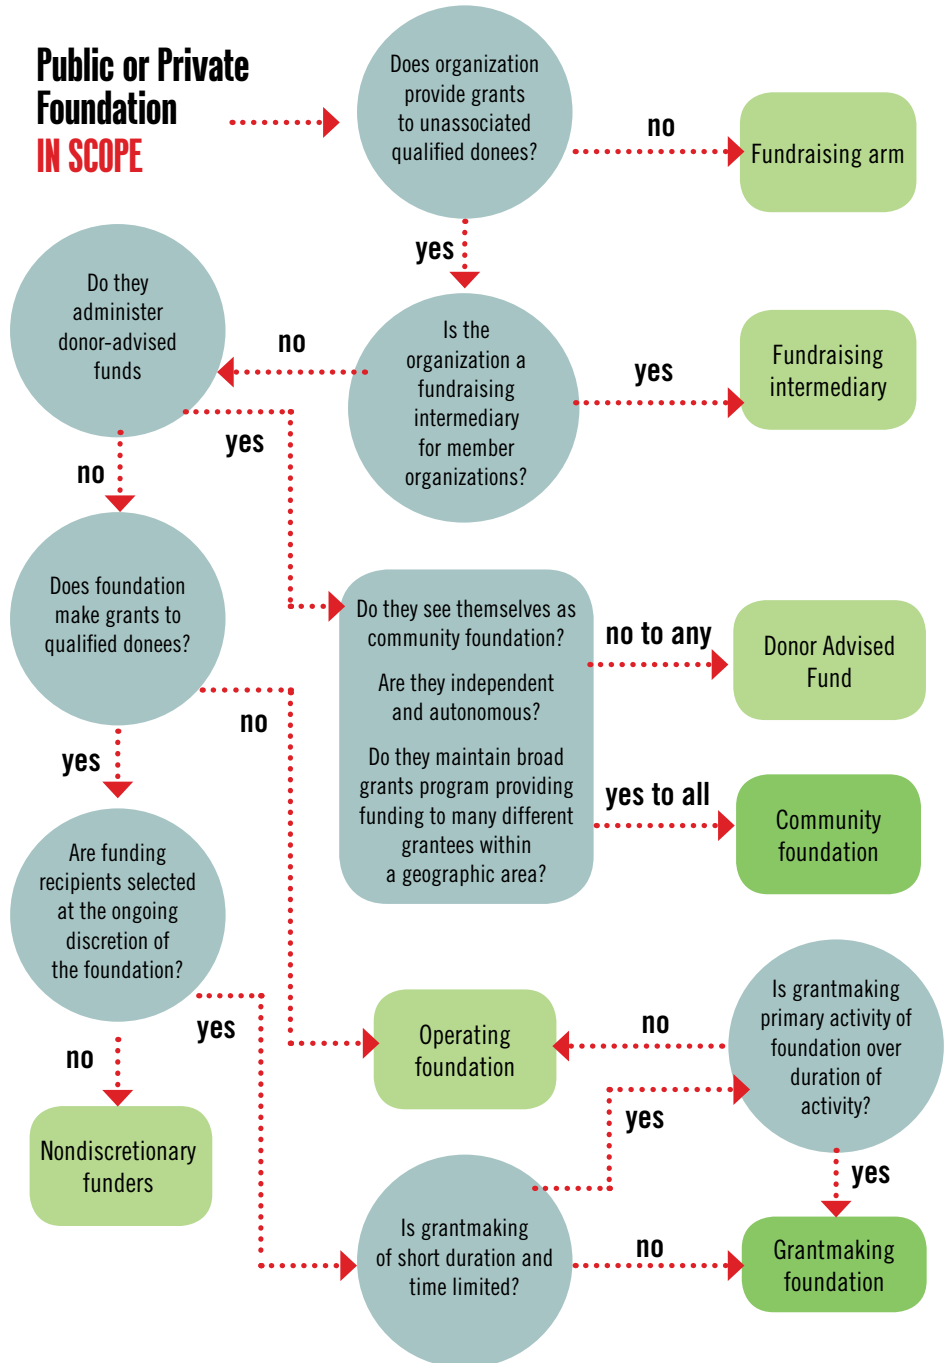 Public or Private
Foundation
IN SCOPE
Does organization
provide grants
to unassociated
qualified donees?
no
Fundraising arm
yes
Is the
organization a
fundraising
intermediary
for member
organizations?
yes
Fundraising
intermediary
no
Do they
administer
donor-advised
funds
yes
no
Do they see themselves as
community foundation?
Are they independent
and autonomous?
Do they maintain broad
grants program providing
funding to many different
grantees within
a geographic area?
no to any
Donor Advised
Fund
yes to all
Community
foundation
Does foundation
make grants to
qualified donees?
no
yes
Are funding
recipients selected
at the ongoing
discretion of
the foundation?
yes
no
Nondiscretionary
funders
Operating
foundation
no
Is grantmaking
primary activity of
foundation over
duration of
activity?
yes
yes
Is grantmaking
of short duration and
time limited?
no
Grantmaking
foundation